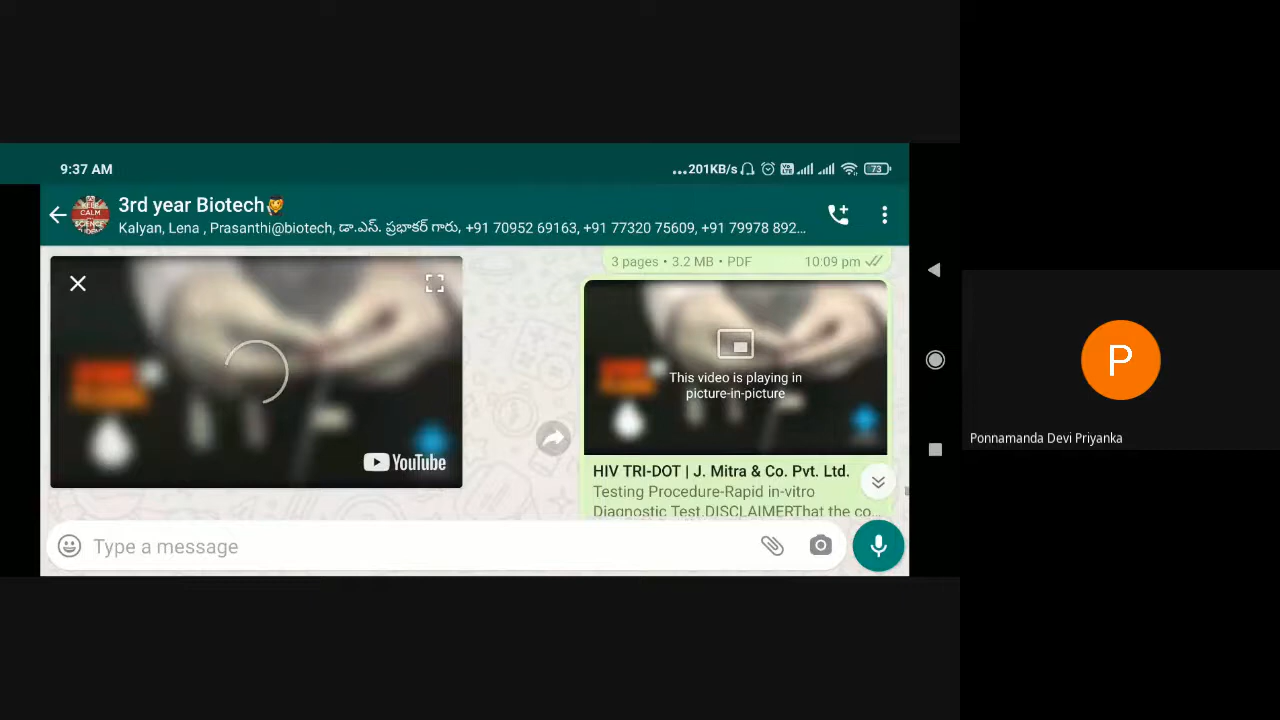 9:37 AM
...201KB/s
73
3rd year Biotech
Kalyan, Lena , Prasanthi@biotech, డా.ఎస్. ప్రభాకర్ గారు, +91 70952 69163, +91 77320 75609, +91 79978 892...
KEEP
CALM
SCIENCE
3 pages • 3.2 MB • PDF
10:09 pm
YouTube
This video is playing in
picture-in-picture
HIV TRI-DOT | J. Mitra & Co. Pvt. Ltd.
Testing Procedure-Rapid in-vitro
Diagnostic Test.DISCLAIMERThat the co...
Type a message
P
Ponnamanda Devi Priyanka